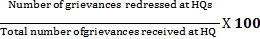 Number of grievances redressed at HQs
X 100
Total number ofgrievances received at HQ